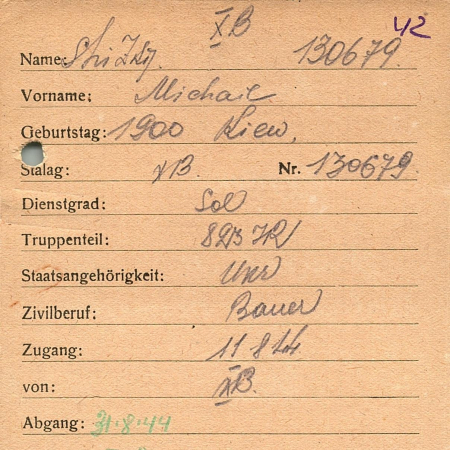 XB 42
Name: 130679.
Vorname: Michail
Geburtstag: 1900 Kiew,
Stalag: XB. Nr. 130679.
Dienstgrad: Sol
Truppenteil: 823 IR
Staatsangehörigkeit: Ukr
Zivilberuf: Bauer
Zugang: 11 8 44
von: XB.
Abgang: 31·8·44